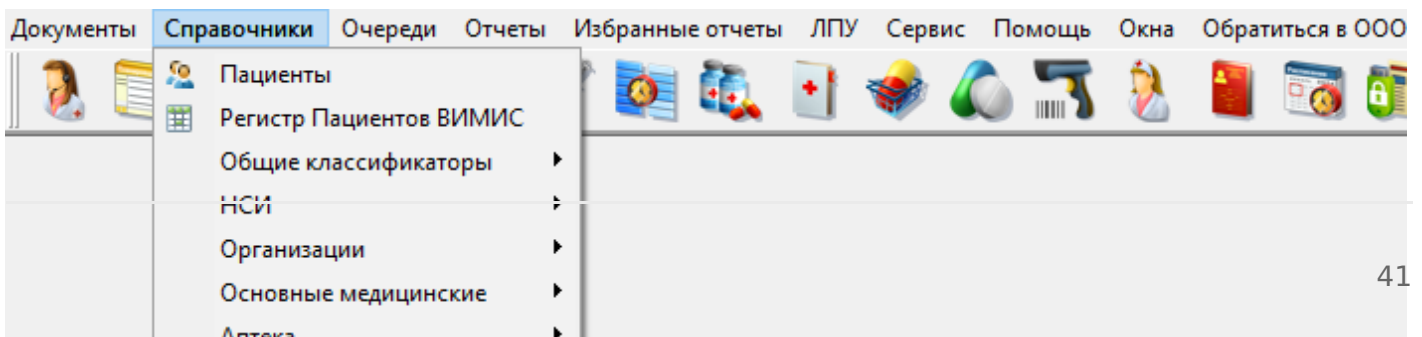 Документы Справочники Очереди Отчеты Избранные отчеты ЛПУ Сервис Помощь Окна Обратиться в ООО
Пациенты
Регистр Пациентов ВИМИС
Общие классификаторы
НСИ
Организации
41
Основные медицинские
Аптека